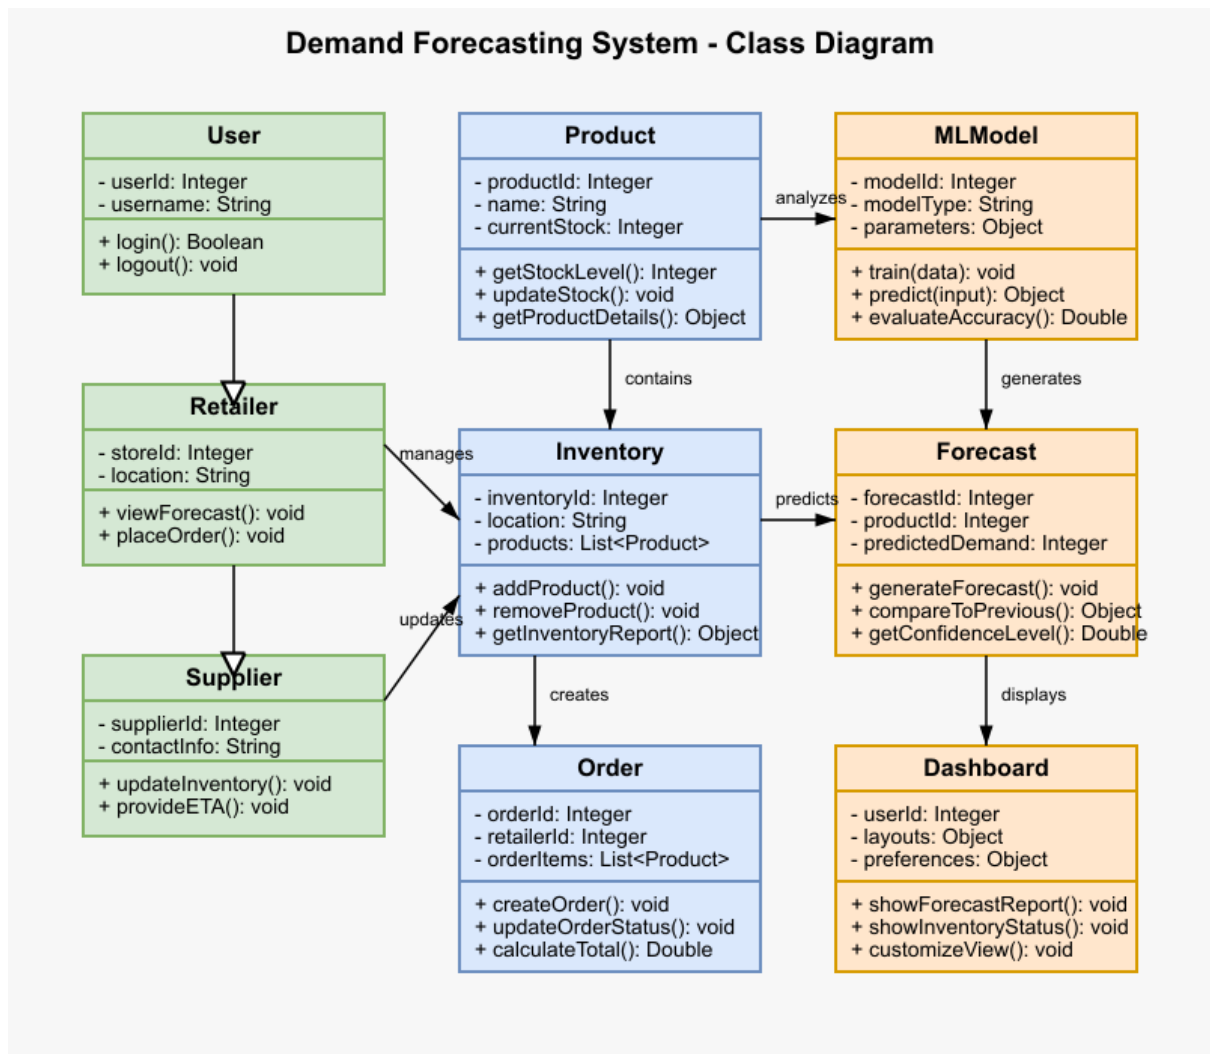 Demand Forecasting System - Class Diagram
User
- userId: Integer
- username: String
+ login(): Boolean
+ logout(): void
Product
- productId: Integer
- name: String
- currentStock: Integer
+ getStockLevel(): Integer
+ updateStock(): void
+ getProductDetails(): Object
analyzes
MLModel
- modelId: Integer
- modelType: String
- parameters: Object
+ train(data): void
+ predict(input): Object
+ evaluateAccuracy(): Double
contains
generates
Retailer
- storeId: Integer
- location: String
+ viewForecast(): void
+ placeOrder(): void
manages
Inventory
- inventoryId: Integer
- location: String
- products: List<Product>
+ addProduct(): void
+ removeProduct(): void
+ getInventoryReport(): Object
predicts
Forecast
- forecastId: Integer
- productId: Integer
- predictedDemand: Integer
+ generateForecast(): void
+ compareToPrevious(): Object
+ getConfidenceLevel(): Double
updates
creates
displays
Supplier
- supplierId: Integer
- contactInfo: String
+ updateInventory(): void
+ provideETA(): void
Order
- orderId: Integer
- retailerId: Integer
- orderItems: List<Product>
+ createOrder(): void
+ updateOrderStatus(): void
+ calculateTotal(): Double
Dashboard
- userId: Integer
- layouts: Object
- preferences: Object
+ showForecastReport(): void
+ showInventoryStatus(): void
+ customizeView(): void